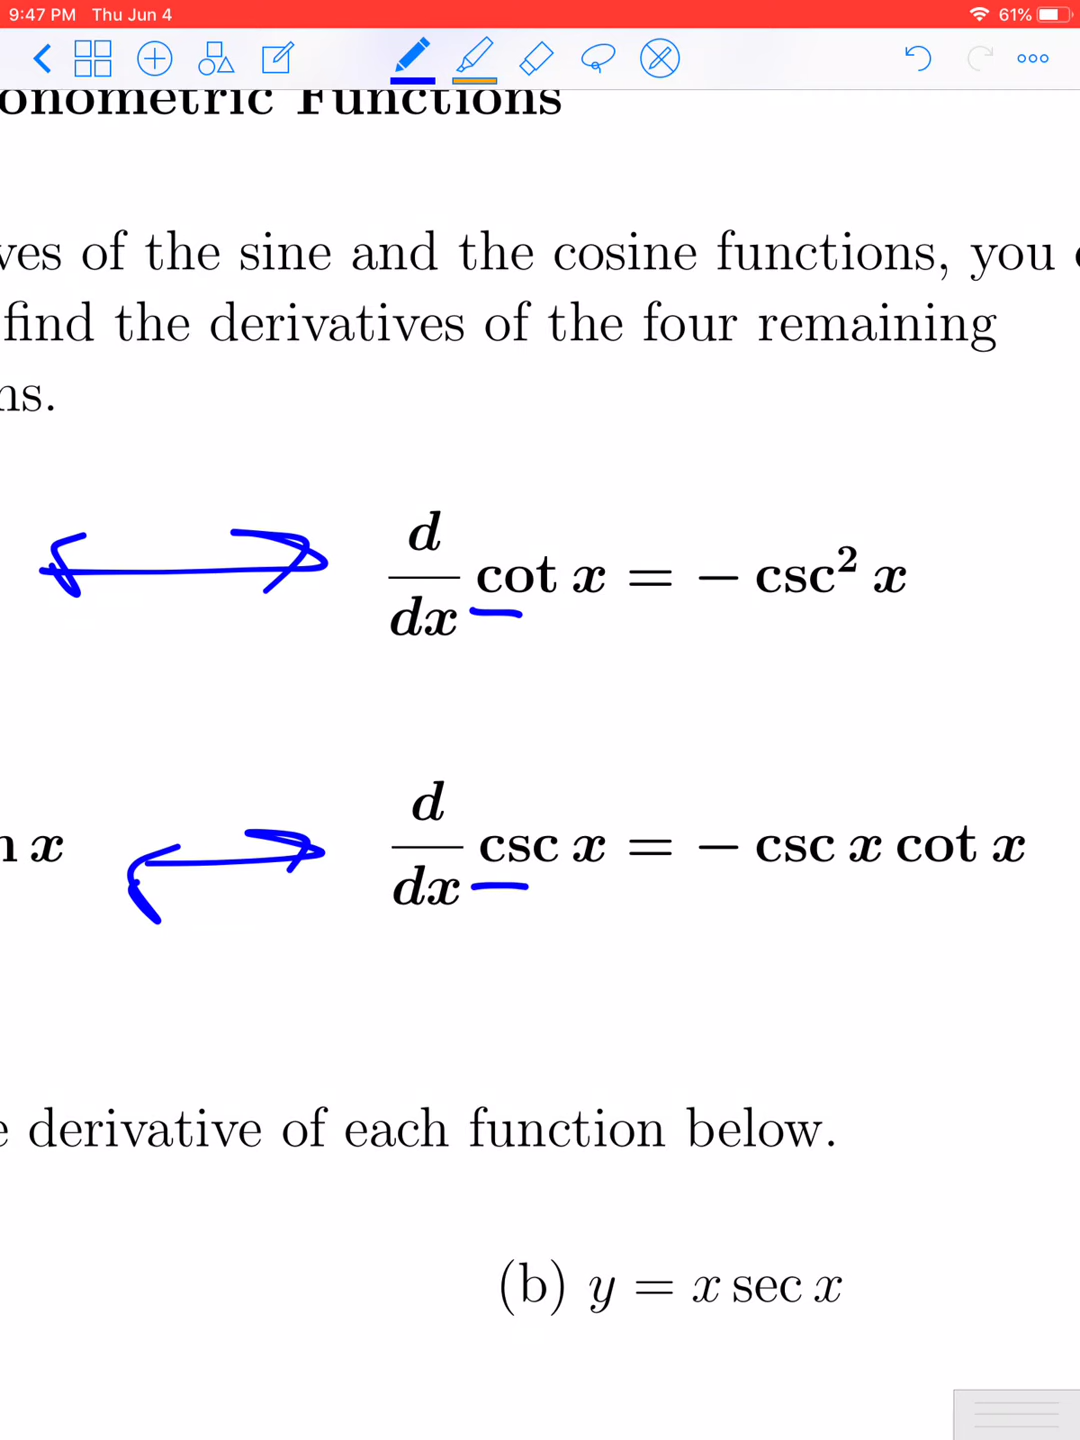 9:47 PM Thu Jun 4 61%
onometric Functions
ves of the sine and the cosine functions, you
find the derivatives of the four remaining
ns.
d/dx cot x = − csc² x
n x d/dx csc x = − csc x cot x
e derivative of each function below.
(b) y = x sec x